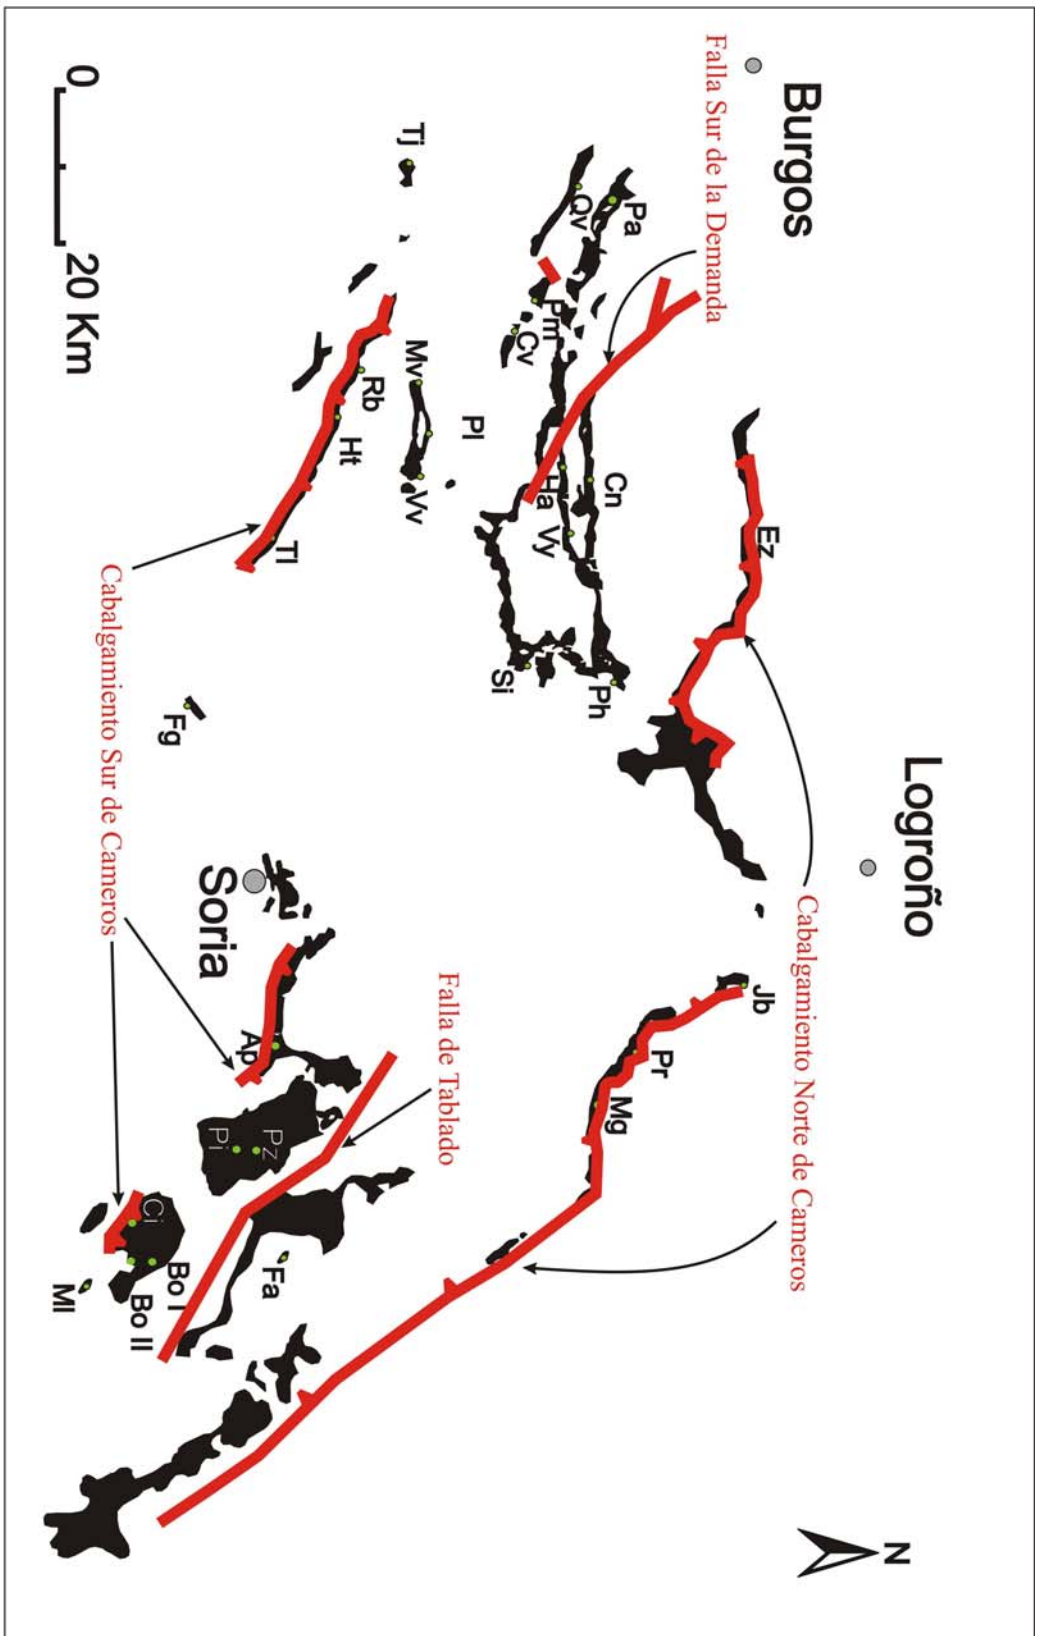 Burgos
Logroño
N
Falla Sur de la Demanda
Cabalgamiento Norte de Cameros
Pa
Qv
Pm
Cv
Cn
Ha
Vy
Ez
Ph
Si
Jb
Pr
Mg
Tj
Mv
Pl
Vv
Rb
Ht
Tl
Fg
Soria
Falla de Tablado
Ap
Pz
Pi
Fa
Ci
Bo I
Bo II
Ml
Cabalgamiento Sur de Cameros
0
20 Km